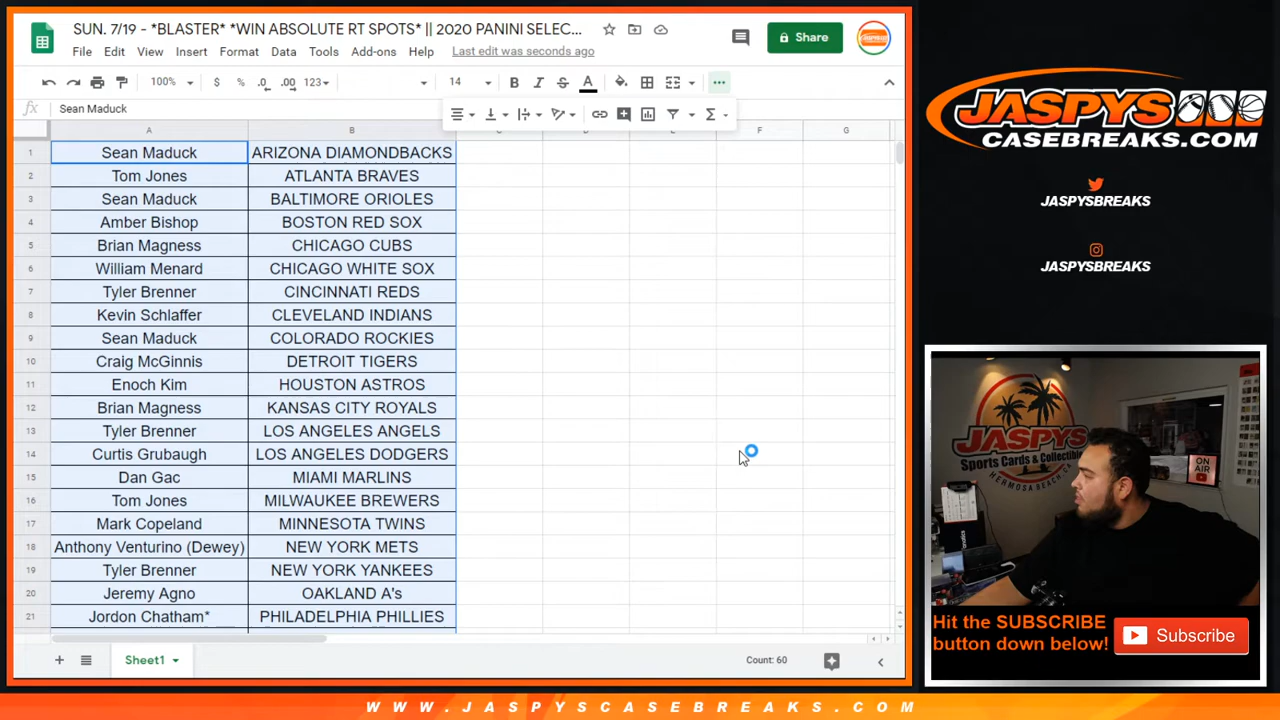 SUN. 7/19 - *BLASTER* *WIN ABSOLUTE RT SPOTS* || 2020 PANINI SELEC...
Share
File Edit View Insert Format Data Tools Add-ons Help Last edit was seconds ago
100% $ % .0 .00 123 14 B I S A
fx Sean Maduck
A B F G
1 Sean Maduck ARIZONA DIAMONDBACKS
2 Tom Jones ATLANTA BRAVES
3 Sean Maduck BALTIMORE ORIOLES
4 Amber Bishop BOSTON RED SOX
5 Brian Magness CHICAGO CUBS
6 William Menard CHICAGO WHITE SOX
7 Tyler Brenner CINCINNATI REDS
8 Kevin Schlaffer CLEVELAND INDIANS
9 Sean Maduck COLORADO ROCKIES
10 Craig McGinnis DETROIT TIGERS
11 Enoch Kim HOUSTON ASTROS
12 Brian Magness KANSAS CITY ROYALS
13 Tyler Brenner LOS ANGELES ANGELS
14 Curtis Grubaugh LOS ANGELES DODGERS
15 Dan Gac MIAMI MARLINS
16 Tom Jones MILWAUKEE BREWERS
17 Mark Copeland MINNESOTA TWINS
18 Anthony Venturino (Dewey) NEW YORK METS
19 Tyler Brenner NEW YORK YANKEES
20 Jeremy Agno OAKLAND A's
21 Jordon Chatham* PHILADELPHIA PHILLIES
Sheet1
Count: 60
JASPYS
CASEBREAKS.COM
JASPYSBREAKS
JASPYSBREAKS
JASPYS
Sports Cards & Collectibles
HERMOSA BEACH, C
ON AIR
Hit the SUBSCRIBE
button down below!
Subscribe
WWW.JASPYSCASEBREAKS.COM